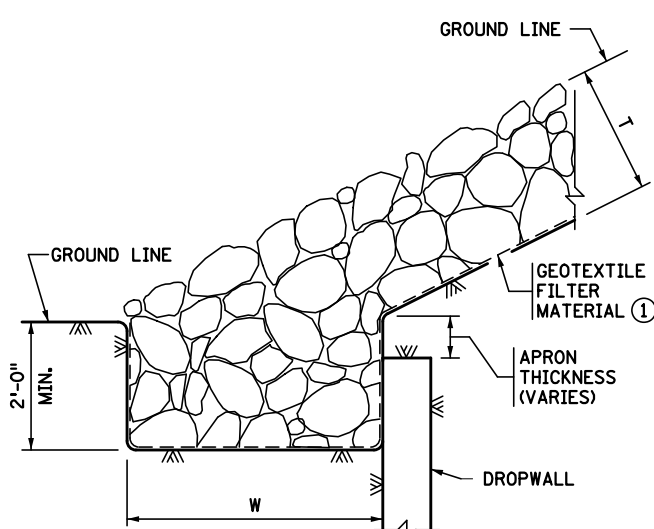 GROUND LINE
T
GROUND LINE
GEOTEXTILE
FILTER
MATERIAL ①
2'-0"
MIN.
APRON
THICKNESS
(VARIES)
DROPWALL
W